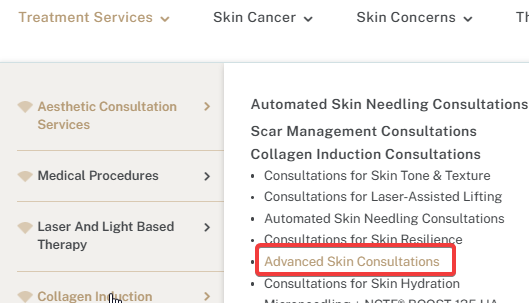 Treatment Services Skin Cancer Skin Concerns Th
Aesthetic Consultation
Services
Medical Procedures
Laser And Light Based
Therapy
Collagen Induction
Automated Skin Needling Consultations
Scar Management Consultations
Collagen Induction Consultations
• Consultations for Skin Tone & Texture
• Consultations for Laser-Assisted Lifting
• Automated Skin Needling Consultations
• Consultations for Skin Resilience
• Advanced Skin Consultations
• Consultations for Skin Hydration
Microneedling + NCTF® BOOST 135 HA